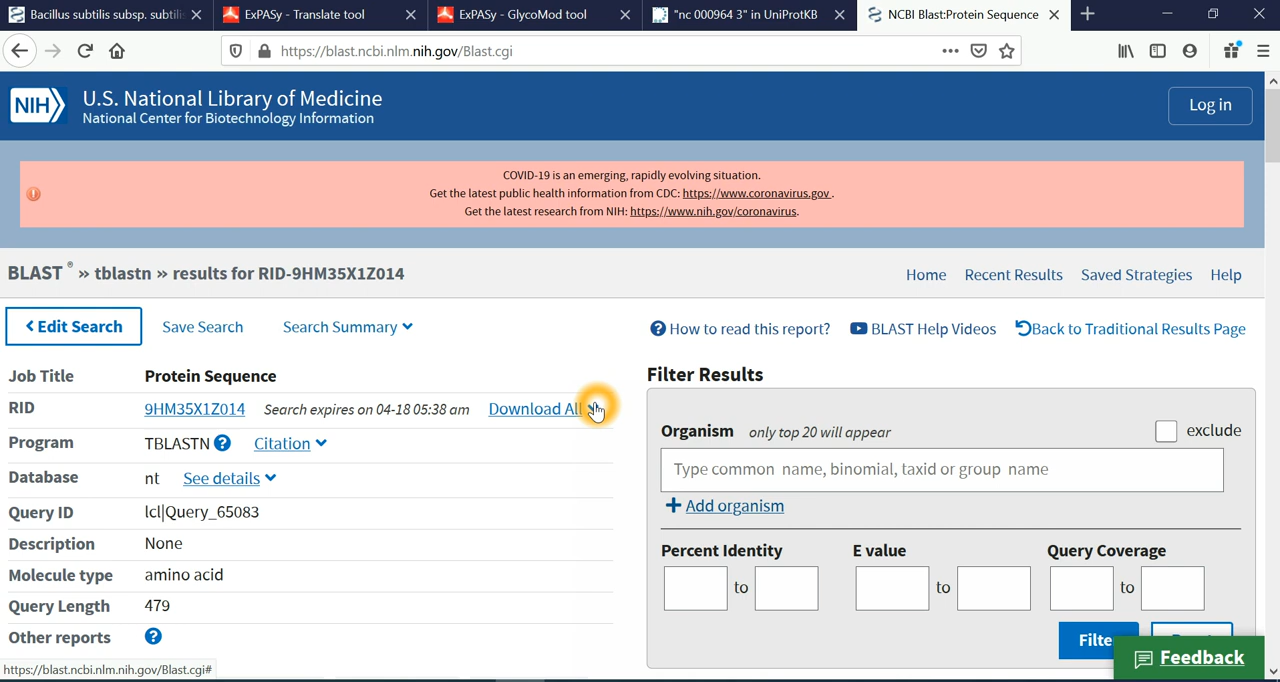 Bacillus subtilis subsp. subtilis
ExPASy - Translate tool
ExPASy - GlycoMod tool
"nc 000964 3" in UniProtKB
NCBI Blast:Protein Sequence
https://blast.ncbi.nlm.nih.gov/Blast.cgi
NIH
U.S. National Library of Medicine
National Center for Biotechnology Information
Log in
COVID-19 is an emerging, rapidly evolving situation.
Get the latest public health information from CDC: https://www.coronavirus.gov .
Get the latest research from NIH: https://www.nih.gov/coronavirus.
BLAST ® » tblastn » results for RID-9HM35X1Z014
Home Recent Results Saved Strategies Help
Edit Search Save Search Search Summary
How to read this report? BLAST Help Videos Back to Traditional Results Page
Job Title Protein Sequence
RID 9HM35X1Z014 Search expires on 04-18 05:38 am Download All
Program TBLASTN ? Citation
Database nt See details
Query ID lcl|Query_65083
Description None
Molecule type amino acid
Query Length 479
Other reports ?
Filter Results
Organism only top 20 will appear exclude
Type common name, binomial, taxid or group name
+ Add organism
Percent Identity E value Query Coverage
to to to
Filte
Feedback
https://blast.ncbi.nlm.nih.gov/Blast.cgi#